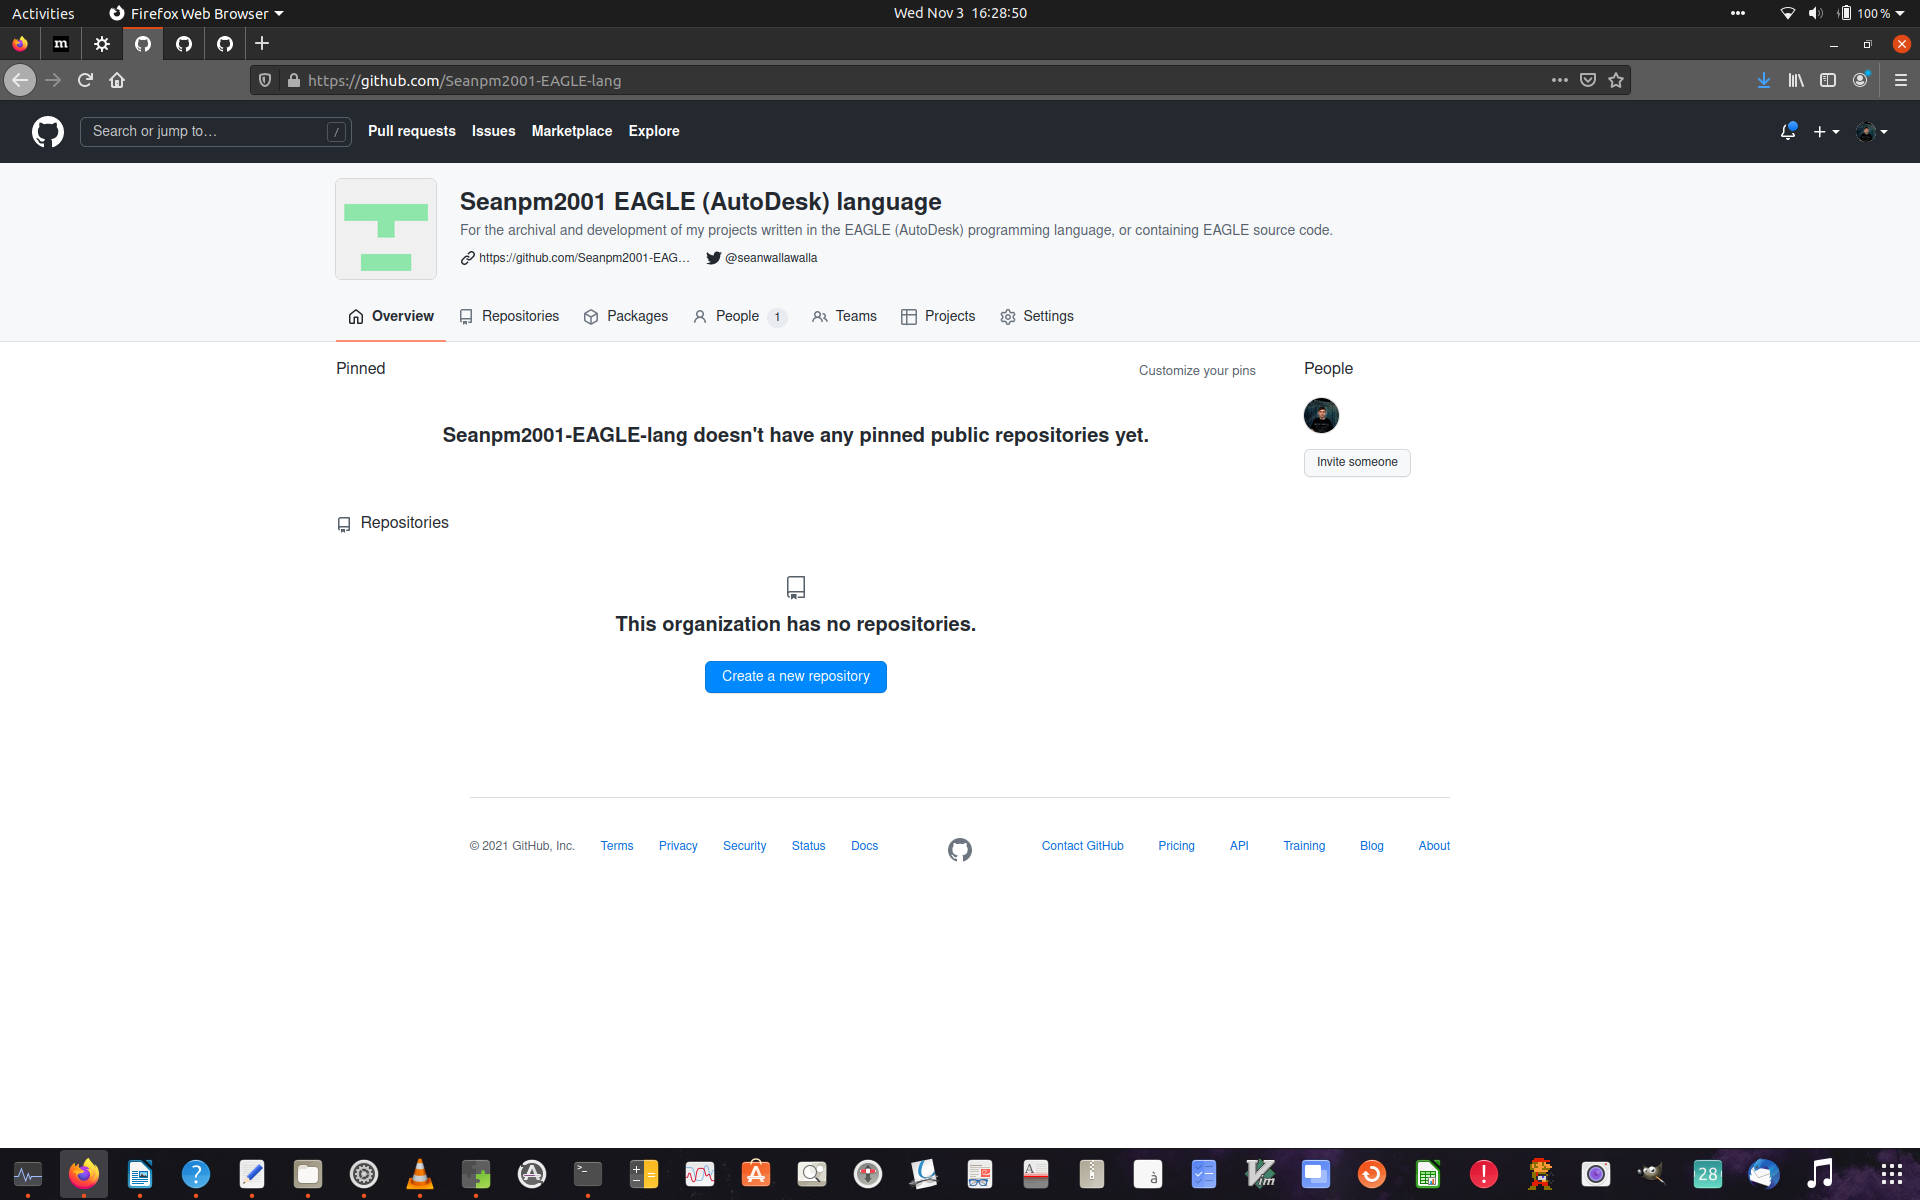 Activities
Firefox Web Browser
Wed Nov 3 16:28:50
100 %
m
https://github.com/Seanpm2001-EAGLE-lang
Search or jump to…
/
Pull requests
Issues
Marketplace
Explore
Seanpm2001 EAGLE (AutoDesk) language
For the archival and development of my projects written in the EAGLE (AutoDesk) programming language, or containing EAGLE source code.
https://github.com/Seanpm2001-EAG…
@seanwallawalla
Overview
Repositories
Packages
People 1
Teams
Projects
Settings
Pinned
Customize your pins
People
Seanpm2001-EAGLE-lang doesn't have any pinned public repositories yet.
Invite someone
Repositories
This organization has no repositories.
Create a new repository
© 2021 GitHub, Inc.
Terms
Privacy
Security
Status
Docs
Contact GitHub
Pricing
API
Training
Blog
About
?
>_
A
à
Vim
!
28